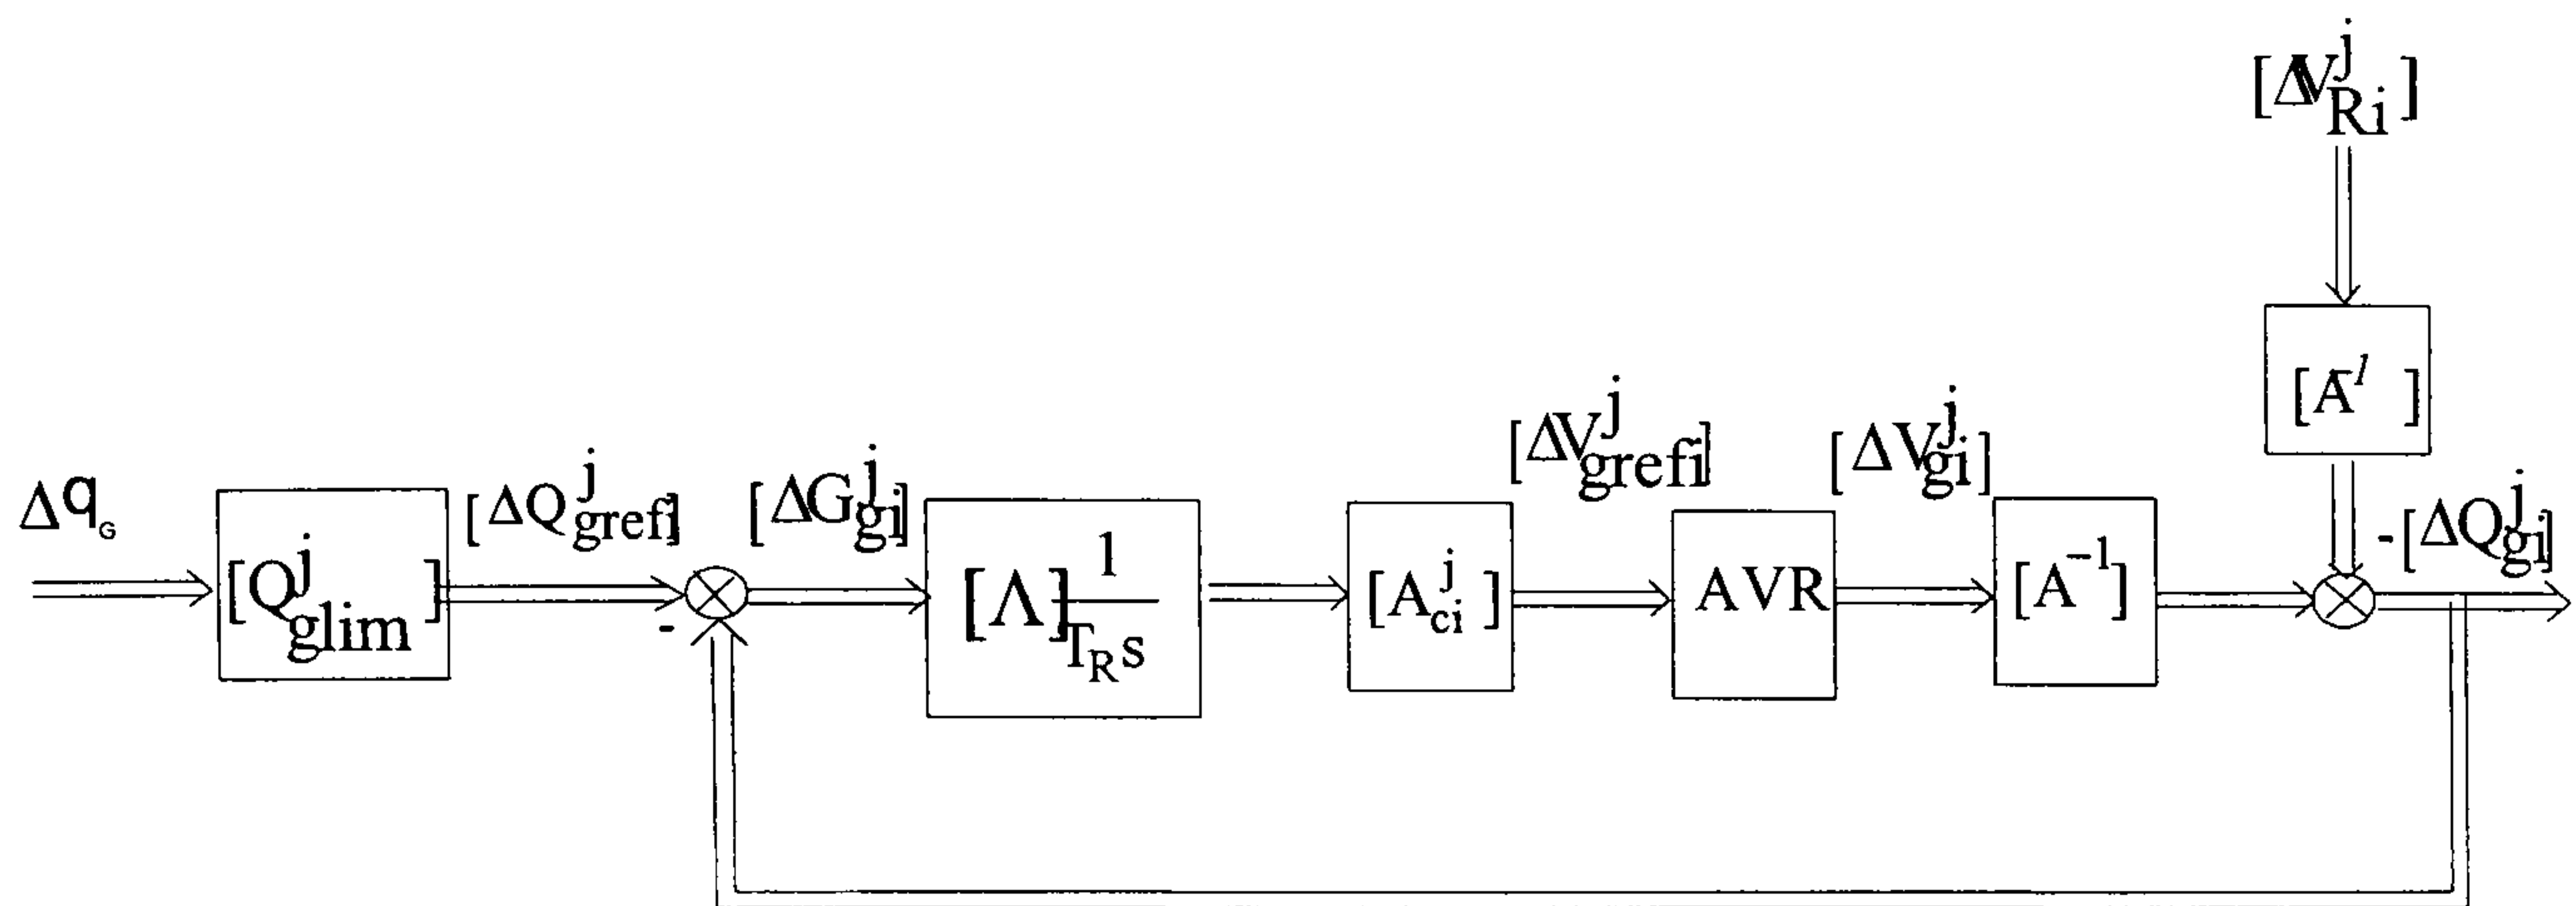 [ΔV^j_Ri]
[A^-1]
Δq_G
[Q^j_glim]
[ΔQ^j_grefi]
-
[ΔG^j_gi]
[Λ] 1/T_R s
[A^j_ci]
[ΔV^j_grefi]
AVR
[ΔV^j_gi]
[A^-1]
-[ΔQ^j_gi]